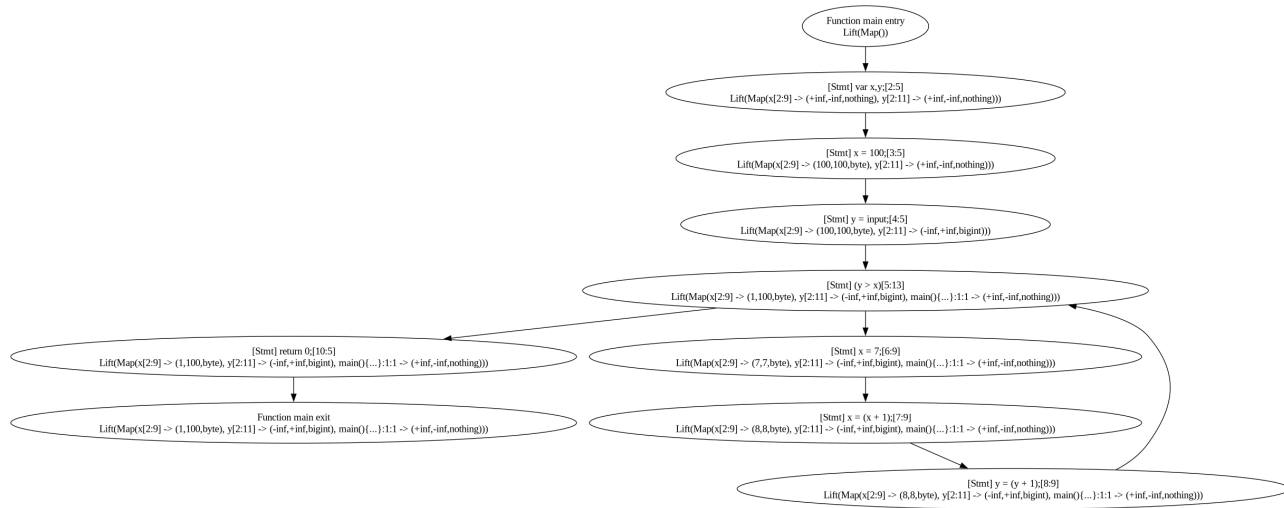 Function main entry
Lift(Map())
[Stmt] var x,y;[2:5]
Lift(Map(x[2:9] -> (+inf,-inf,nothing), y[2:11] -> (+inf,-inf,nothing)))
[Stmt] x = 100;[3:5]
Lift(Map(x[2:9] -> (100,100,byte), y[2:11] -> (+inf,-inf,nothing)))
[Stmt] y = input;[4:5]
Lift(Map(x[2:9] -> (100,100,byte), y[2:11] -> (-inf,+inf,bigint)))
[Stmt] (y > x)[5:13]
Lift(Map(x[2:9] -> (1,100,byte), y[2:11] -> (-inf,+inf,bigint), main(){...}:1:1 -> (+inf,-inf,nothing)))
[Stmt] return 0;[10:5]
Lift(Map(x[2:9] -> (1,100,byte), y[2:11] -> (-inf,+inf,bigint), main(){...}:1:1 -> (+inf,-inf,nothing)))
[Stmt] x = 7;[6:9]
Lift(Map(x[2:9] -> (7,7,byte), y[2:11] -> (-inf,+inf,bigint), main(){...}:1:1 -> (+inf,-inf,nothing)))
Function main exit
Lift(Map(x[2:9] -> (1,100,byte), y[2:11] -> (-inf,+inf,bigint), main(){...}:1:1 -> (+inf,-inf,nothing)))
[Stmt] x = (x + 1);[7:9]
Lift(Map(x[2:9] -> (8,8,byte), y[2:11] -> (-inf,+inf,bigint), main(){...}:1:1 -> (+inf,-inf,nothing)))
[Stmt] y = (y + 1);[8:9]
Lift(Map(x[2:9] -> (8,8,byte), y[2:11] -> (-inf,+inf,bigint), main(){...}:1:1 -> (+inf,-inf,nothing)))